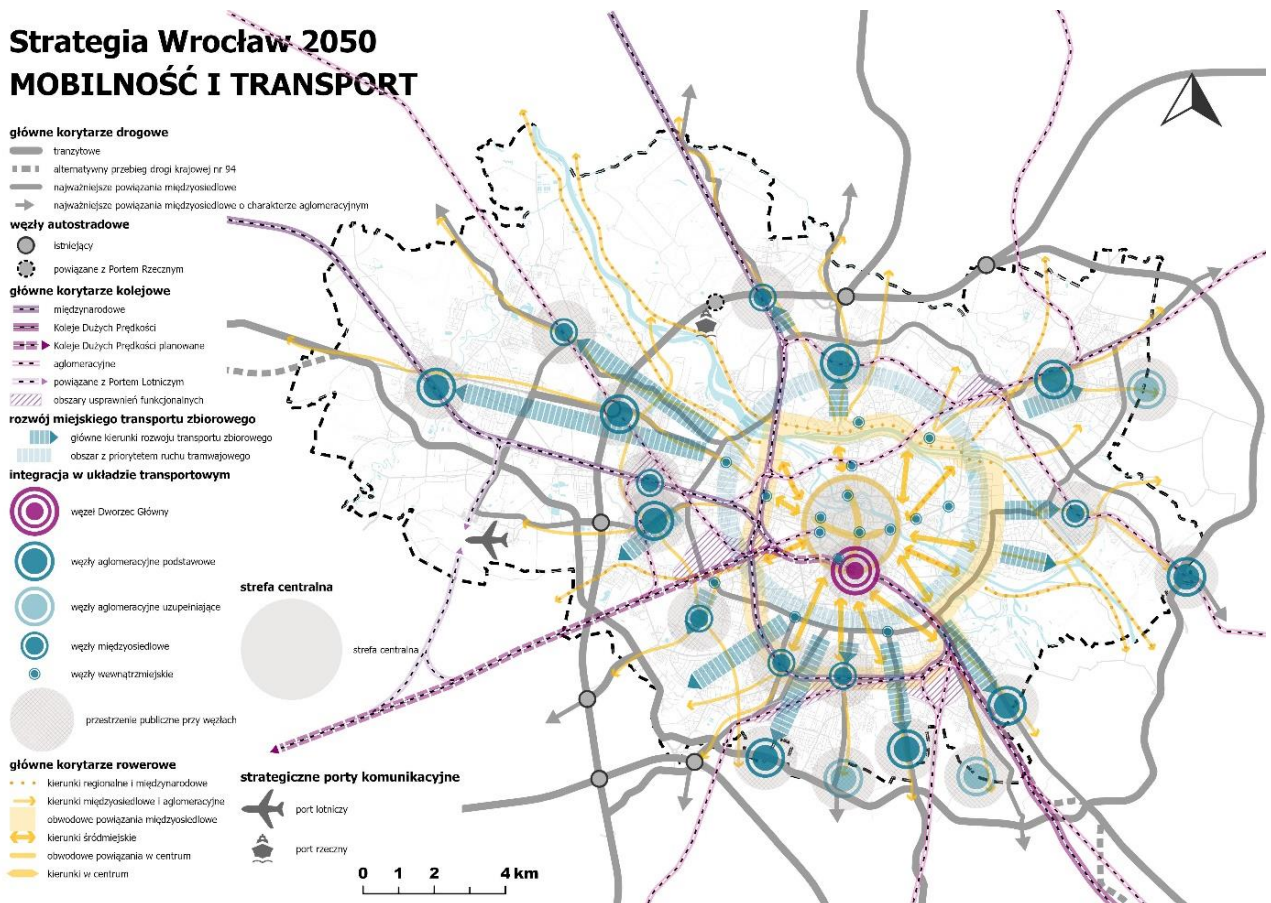 Strategia Wrocław 2050
MOBILNOŚĆ I TRANSPORT
główne korytarze drogowe
tranzytowe
alternatywny przebieg drogi krajowej nr 94
najważniejsze powiązania międzyosiedlowe
najważniejsze powiązania międzyosiedlowe o charakterze aglomeracyjnym
węzły autostradowe
istniejący
powiązane z Portem Rzecznym
główne korytarze kolejowe
międzynarodowe
Koleje Dużych Prędkości
Koleje Dużych Prędkości planowane
aglomeracyjne
powiązane z Portem Lotniczym
obszary usprawnień funkcjonalnych
rozwój miejskiego transportu zbiorowego
główne kierunki rozwoju transportu zbiorowego
obszar z priorytetem ruchu tramwajowego
integracja w układzie transportowym
węzeł Dworzec Główny
węzły aglomeracyjne podstawowe
węzły aglomeracyjne uzupełniające
węzły międzyosiedlowe
węzły wewnątrzmiejskie
przestrzenie publiczne przy węzłach
główne korytarze rowerowe
kierunki regionalne i międzynarodowe
kierunki międzyosiedlowe i aglomeracyjne
obwodowe powiązania międzyosiedlowe
kierunki śródmiejskie
obwodowe powiązania w centrum
kierunki w centrum
strefa centralna
strefa centralna
strategiczne porty komunikacyjne
port lotniczy
port rzeczny
0 2 4 km